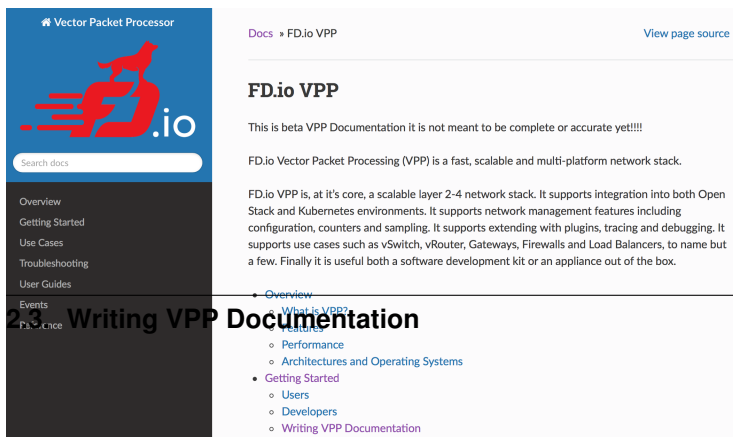 Vector Packet Processor
FD.io
Search docs
Overview
Getting Started
Use Cases
Troubleshooting
User Guides
Events
Reference
Docs » FD.io VPP
View page source
FD.io VPP
This is beta VPP Documentation it is not meant to be complete or accurate yet!!!!
FD.io Vector Packet Processing (VPP) is a fast, scalable and multi-platform network stack.
FD.io VPP is, at it's core, a scalable layer 2-4 network stack. It supports integration into both Open
Stack and Kubernetes environments. It supports network management features including
configuration, counters and sampling. It supports extending with plugins, tracing and debugging. It
supports use cases such as vSwitch, vRouter, Gateways, Firewalls and Load Balancers, to name but
a few. Finally it is useful both a software development kit or an appliance out of the box.
Overview
What is VPP?
Features
2.3 Writing VPP Documentation
Performance
Architectures and Operating Systems
Getting Started
Users
Developers
Writing VPP Documentation